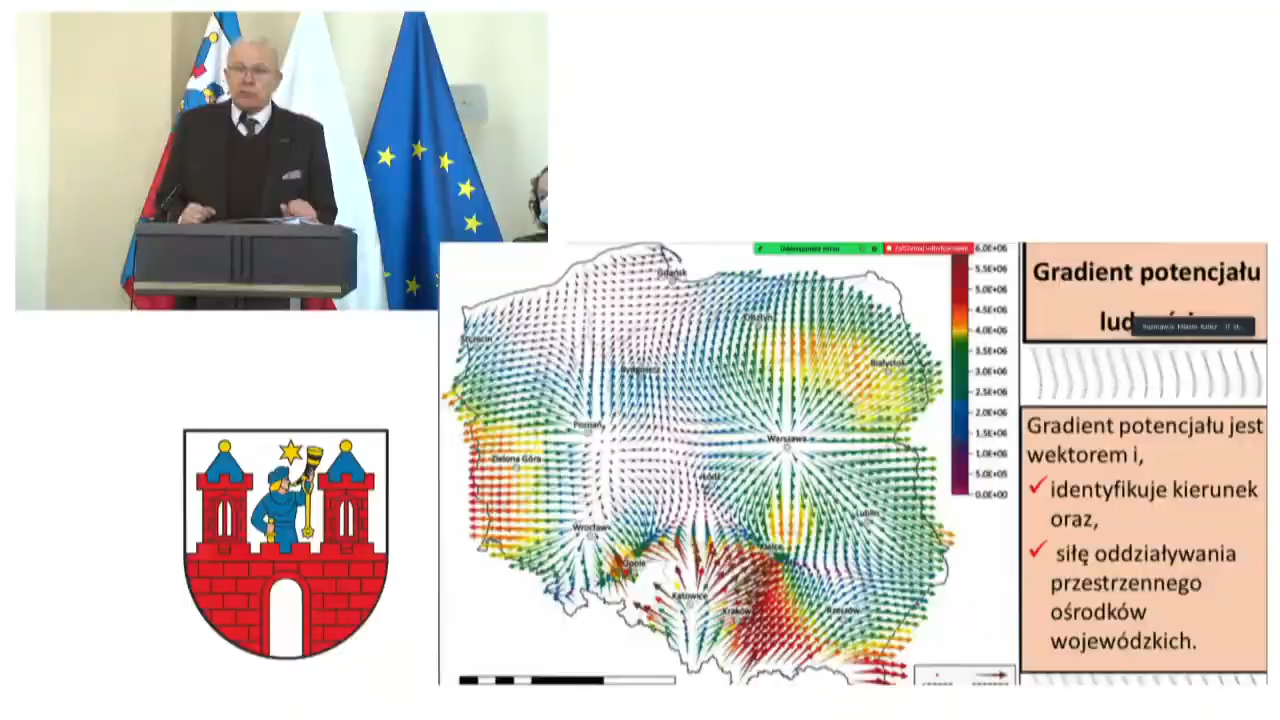 Gdańsk
Olsztyn
Szczecin
Białystok
Bydgoszcz
Poznań
Warszawa
Zielona Góra
Łódź
Wrocław
Lublin
Kielce
Opole
Katowice
Kraków
Rzeszów
6.0E+06
5.5E+06
5.0E+06
4.5E+06
4.0E+06
3.5E+06
3.0E+06
2.5E+06
2.0E+06
1.5E+06
1.0E+06
5.0E+05
0.0E+00
Gradient potencjału
Gradient potencjału jest
wektorem i,
identyfikuje kierunek
oraz,
siłę oddziaływania
przestrzennego
ośrodków
wojewódzkich.